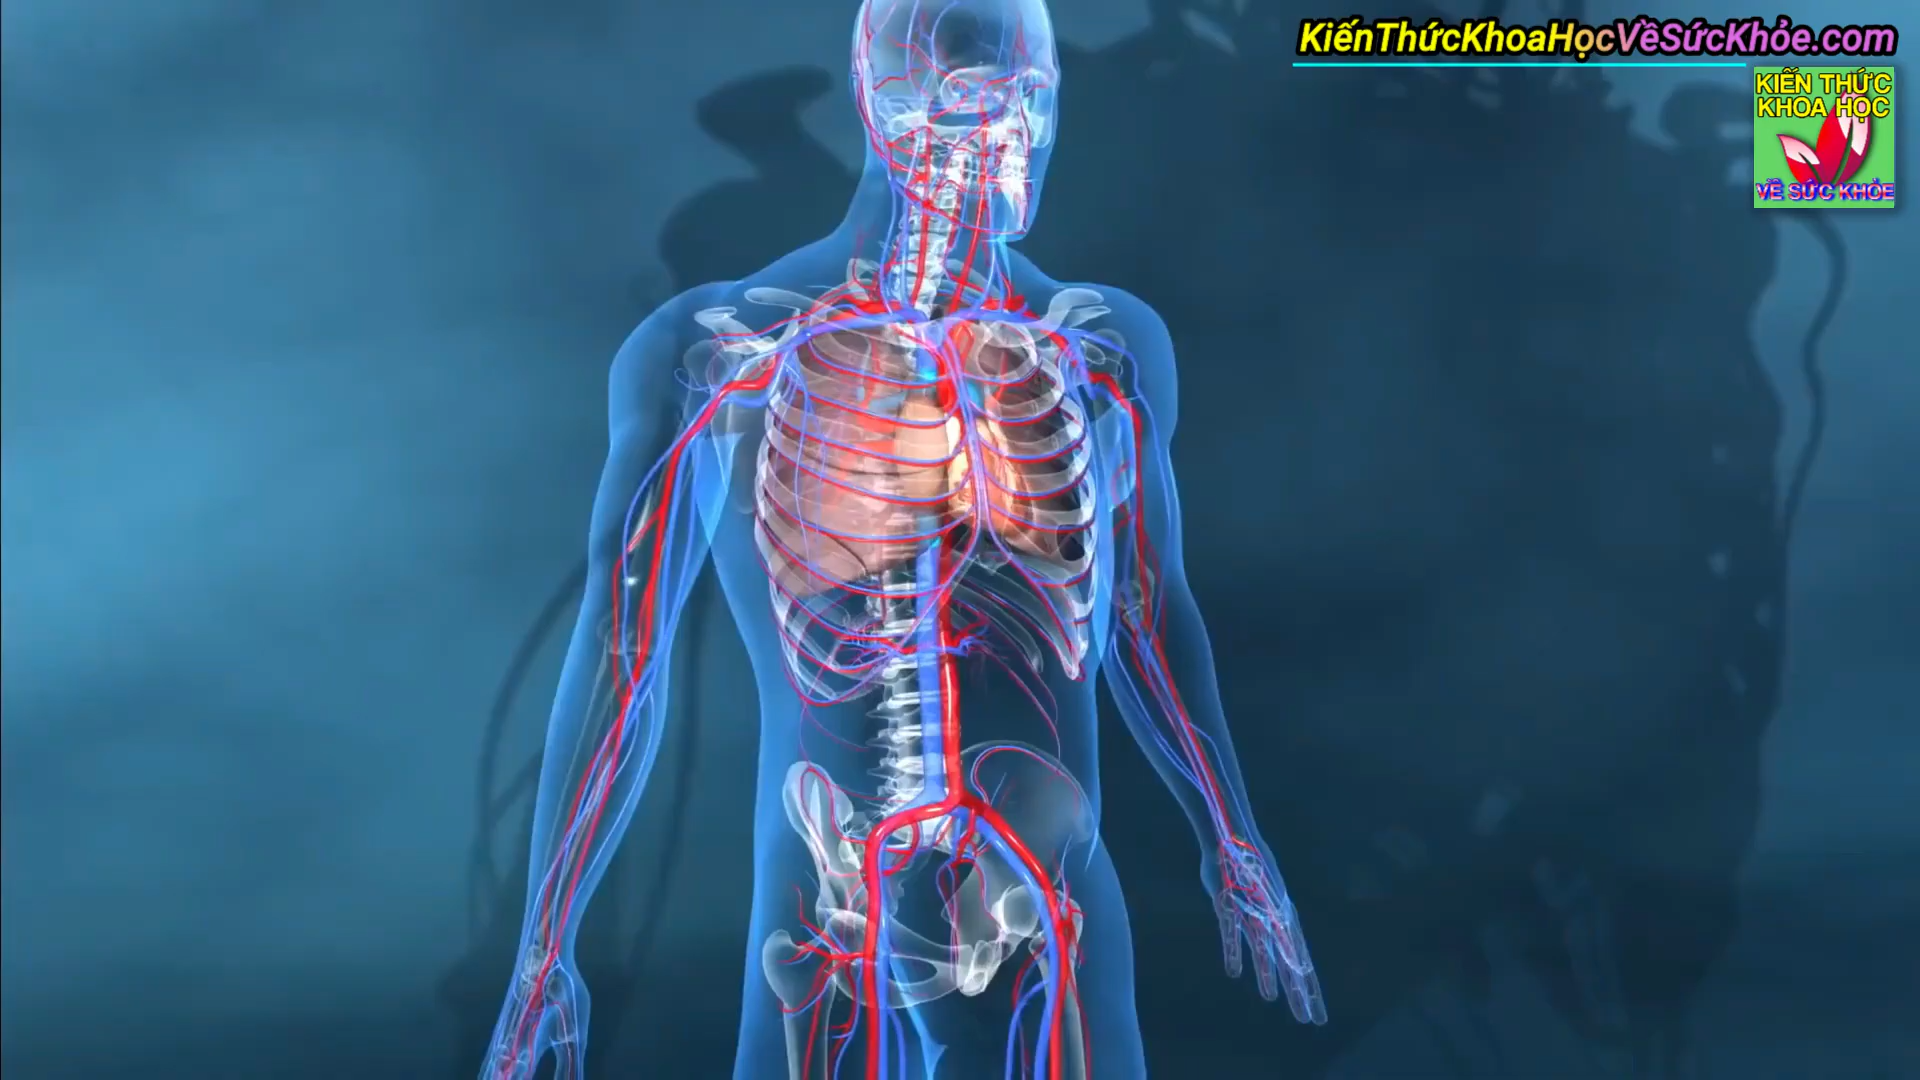 KiếnThứcKhoaHọcVềSứcKhỏe.com
KIẾN THỨC
KHOA HỌC
VỀ SỨC KHỎE